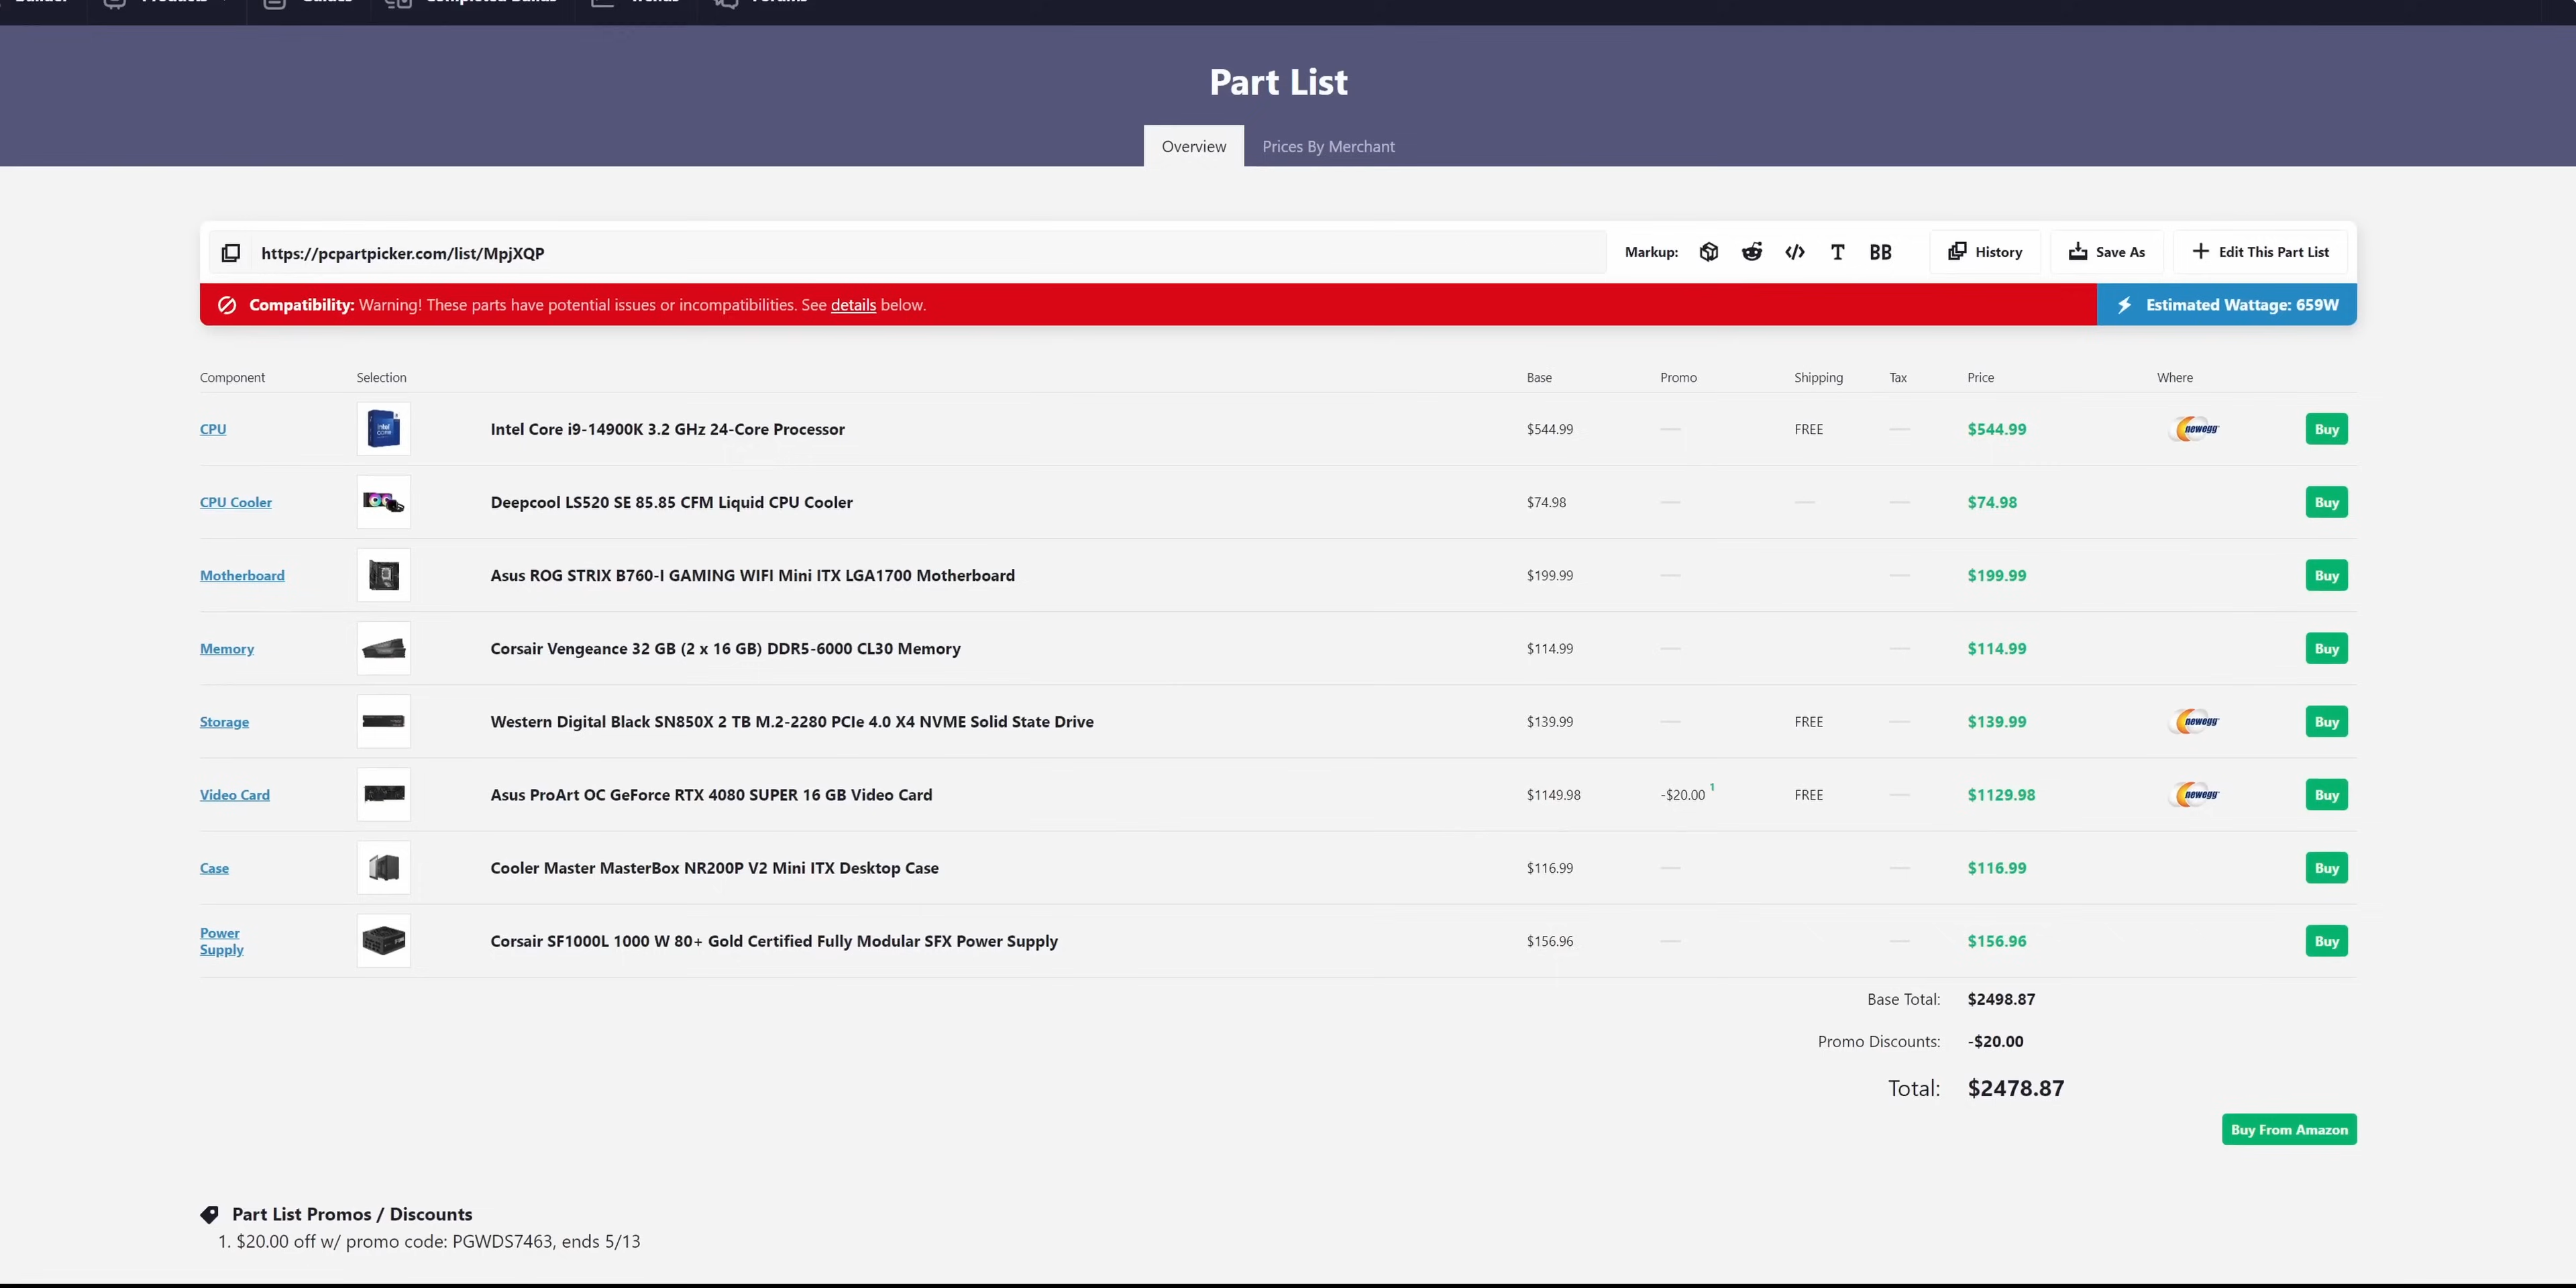 Products
Guides
Completed Builds
Trends
Forums
Part List
Overview
Prices By Merchant
https://pcpartpicker.com/list/MpjXQP
Markup:
BB
History
Save As
Edit This Part List
Compatibility: Warning! These parts have potential issues or incompatibilities. See details below.
Estimated Wattage: 659W
Component Selection Base Promo Shipping Tax Price Where
CPU Intel Core i9-14900K 3.2 GHz 24-Core Processor $544.99 — FREE — $544.99 newegg Buy
CPU Cooler Deepcool LS520 SE 85.85 CFM Liquid CPU Cooler $74.98 — — — $74.98 Buy
Motherboard Asus ROG STRIX B760-I GAMING WIFI Mini ITX LGA1700 Motherboard $199.99 — — $199.99 Buy
Memory Corsair Vengeance 32 GB (2 x 16 GB) DDR5-6000 CL30 Memory $114.99 — — $114.99 Buy
Storage Western Digital Black SN850X 2 TB M.2-2280 PCIe 4.0 X4 NVME Solid State Drive $139.99 — FREE — $139.99 newegg Buy
Video Card Asus ProArt OC GeForce RTX 4080 SUPER 16 GB Video Card $1149.98 -$20.00 1 FREE — $1129.98 newegg Buy
Case Cooler Master MasterBox NR200P V2 Mini ITX Desktop Case $116.99 — — $116.99 Buy
Power Supply Corsair SF1000L 1000 W 80+ Gold Certified Fully Modular SFX Power Supply $156.96 — — $156.96 Buy
Base Total: $2498.87
Promo Discounts: -$20.00
Total: $2478.87
Buy From Amazon
Part List Promos / Discounts
1. $20.00 off w/ promo code: PGWDS7463, ends 5/13